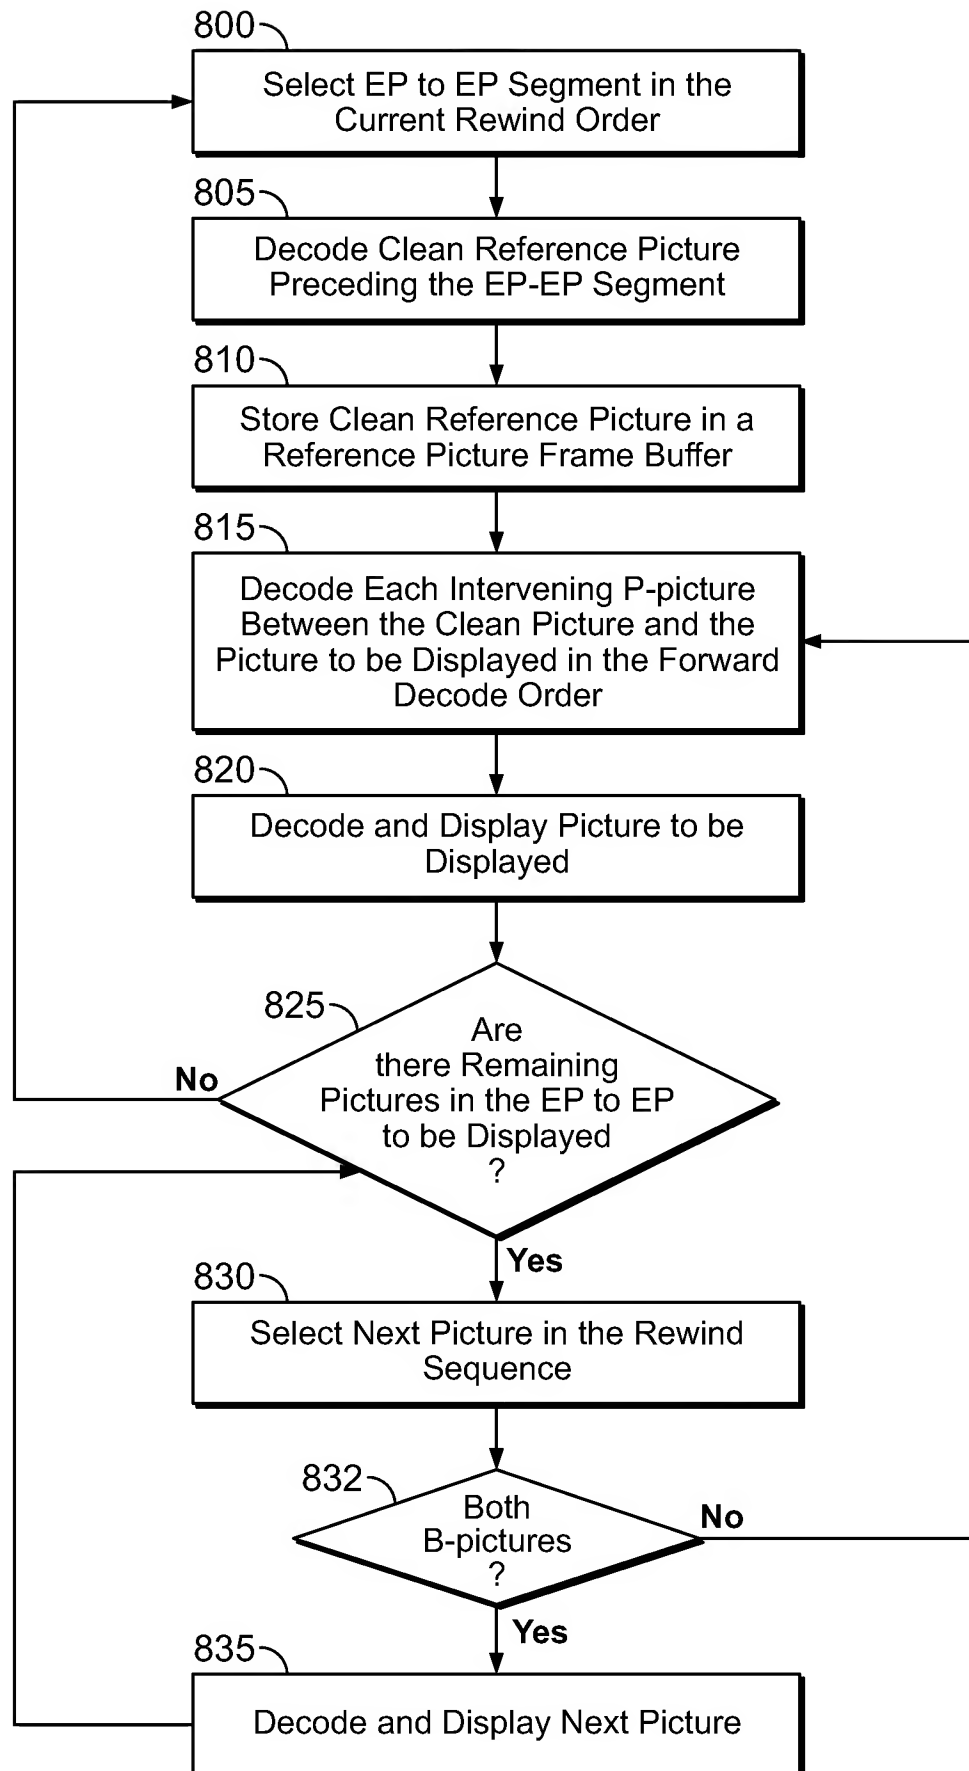 800
Select EP to EP Segment in the
Current Rewind Order
805
Decode Clean Reference Picture
Preceding the EP-EP Segment
810
Store Clean Reference Picture in a
Reference Picture Frame Buffer
815
Decode Each Intervening P-picture
Between the Clean Picture and the
Picture to be Displayed in the Forward
Decode Order
820
Decode and Display Picture to be
Displayed
825
Are
there Remaining
Pictures in the EP to EP
to be Displayed
?
No
Yes
830
Select Next Picture in the Rewind
Sequence
832
Both
B-pictures
?
No
Yes
835
Decode and Display Next Picture